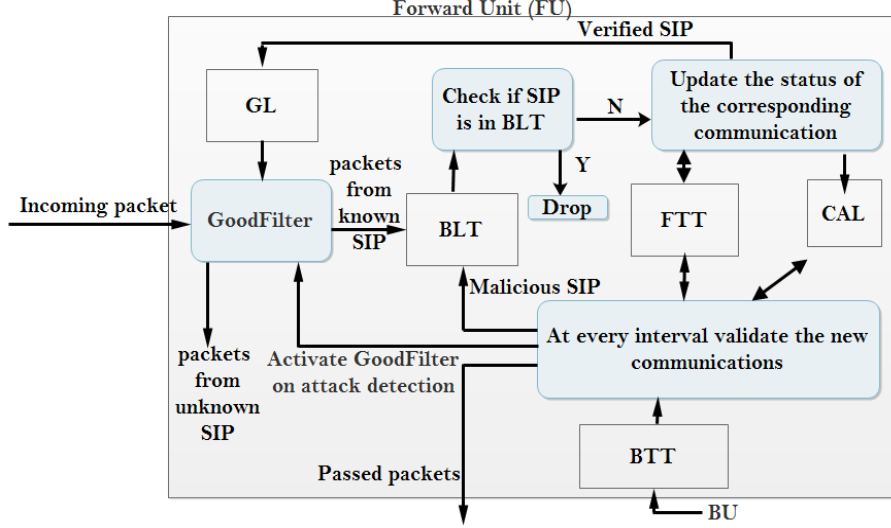 Forward Unit (FU)
Verified SIP
GL
Check if SIP
is in BLT
N
Update the status of
the corresponding
communication
Y
Drop
packets
from
known
SIP
Incoming packet
GoodFilter
BLT
FTT
CAL
Malicious SIP
At every interval validate the new
communications
packets
from
unknown
SIP
Activate GoodFilter
on attack detection
Passed packets
BTT
BU